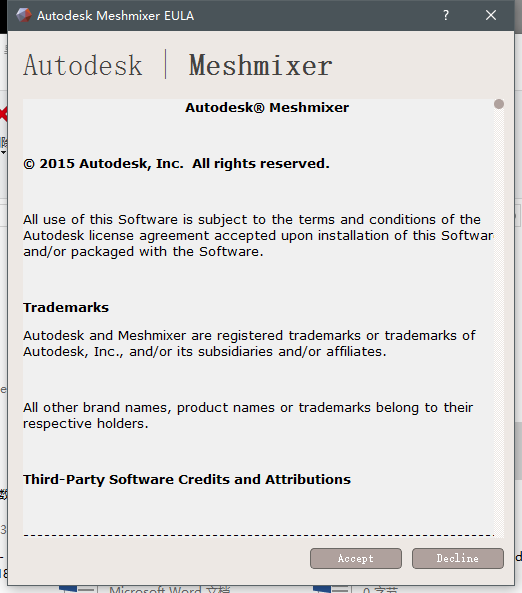 Autodesk Meshmixer EULA
Autodesk | Meshmixer
Autodesk® Meshmixer
© 2015 Autodesk, Inc. All rights reserved.
All use of this Software is subject to the terms and conditions of the
Autodesk license agreement accepted upon installation of this Softwar
and/or packaged with the Software.
Trademarks
Autodesk and Meshmixer are registered trademarks or trademarks of
Autodesk, Inc., and/or its subsidiaries and/or affiliates.
All other brand names, product names or trademarks belong to their
respective holders.
Third-Party Software Credits and Attributions
Accept Decline
Microsoft Word 文档 0 字节